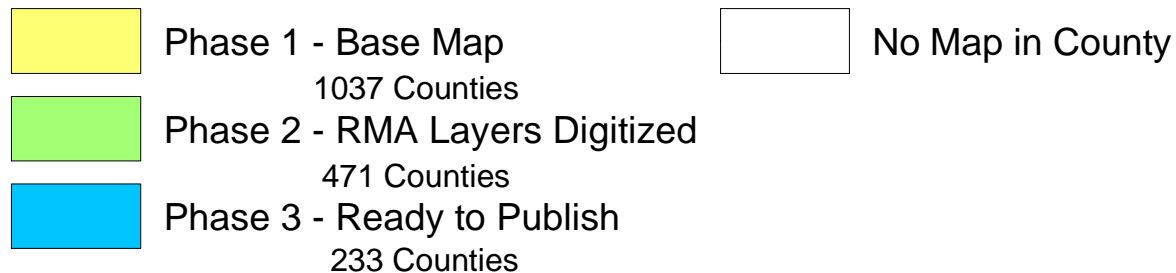 Phase 1 - Base Map
1037 Counties
Phase 2 - RMA Layers Digitized
471 Counties
Phase 3 - Ready to Publish
233 Counties
No Map in County